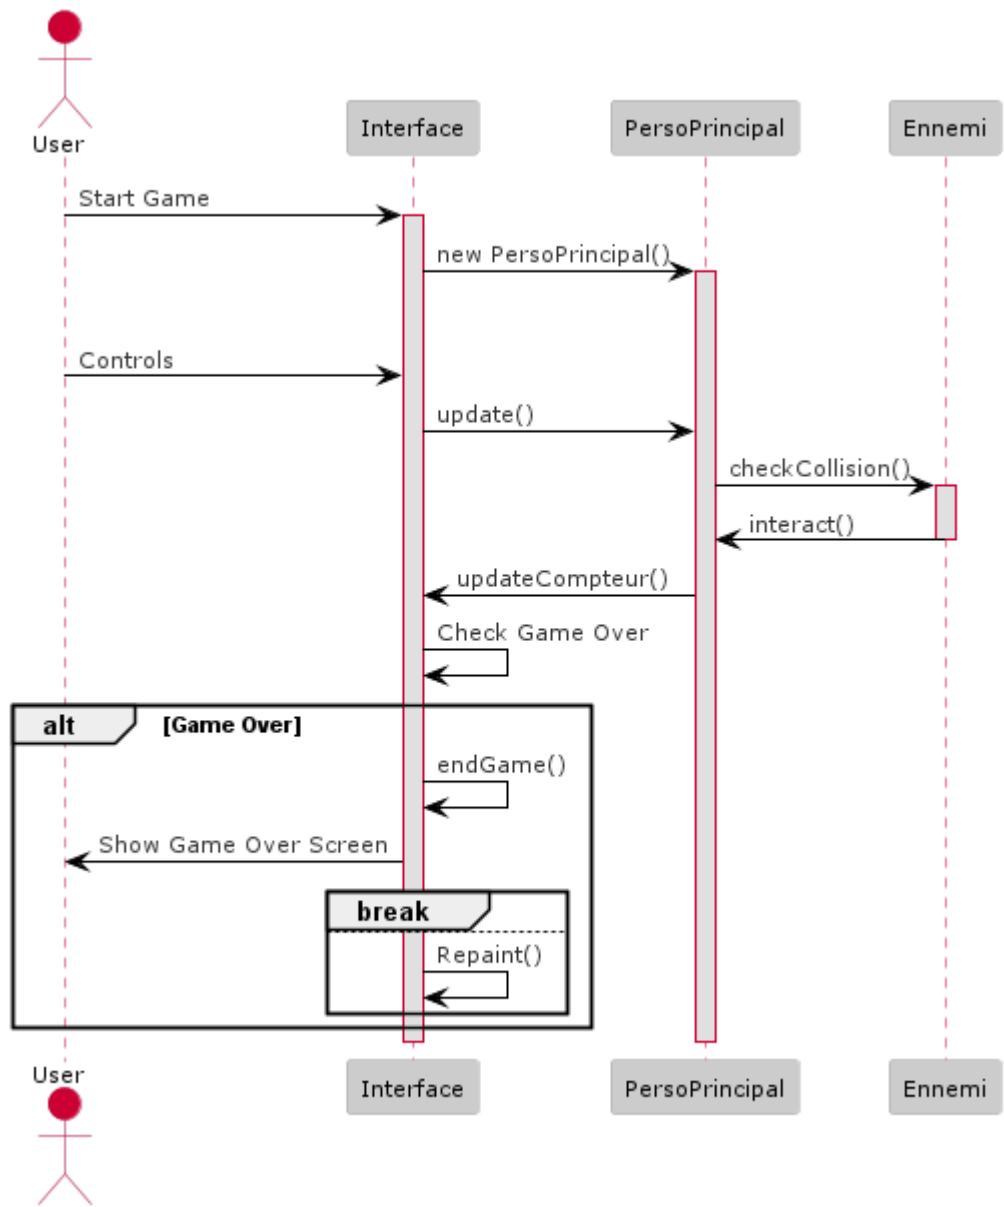 User
Interface
PersoPrincipal
Ennemi
Start Game
new PersoPrincipal()
Controls
update()
checkCollision()
interact()
updateCompteur()
Check Game Over
alt
[Game Over]
endGame()
Show Game Over Screen
break
Repaint()
User
Interface
PersoPrincipal
Ennemi